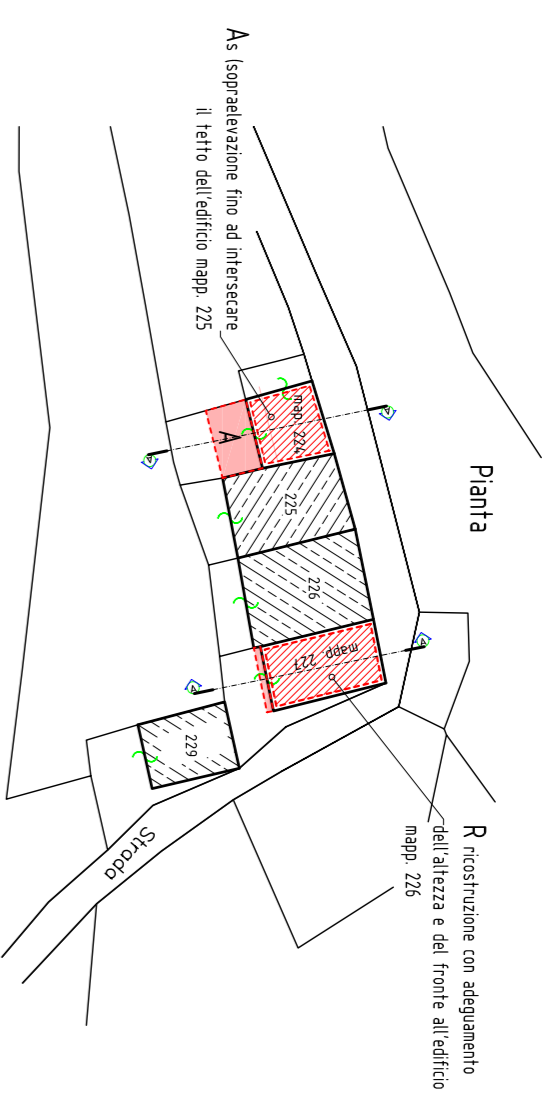 Pianta
As (sopraelevazione fino ad intersecare
il tetto dell'edificio mapp. 225
map. 224
A
225
226
mapp 227
229
R ricostruzione con adeguamento
dell'altezza e del fronte all'edificio
mapp. 226
Strada
A
A
A
A